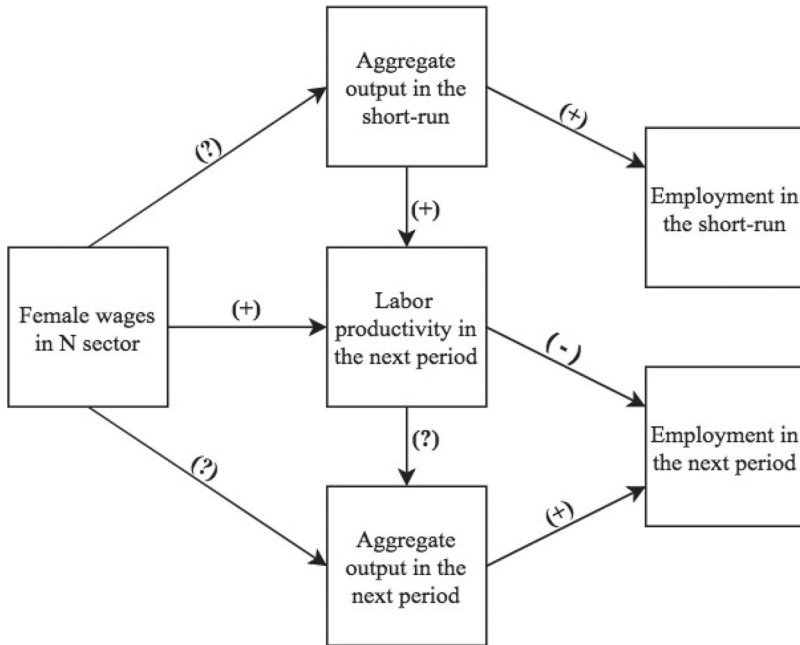 Aggregate
output in the
short-run
(?)
(+)
Employment in
the short-run
(+)
Female wages
in N sector
(+)
Labor
productivity in
the next period
(-)
(?)
(?)
Employment in
the next period
(+)
Aggregate
output in the
next period